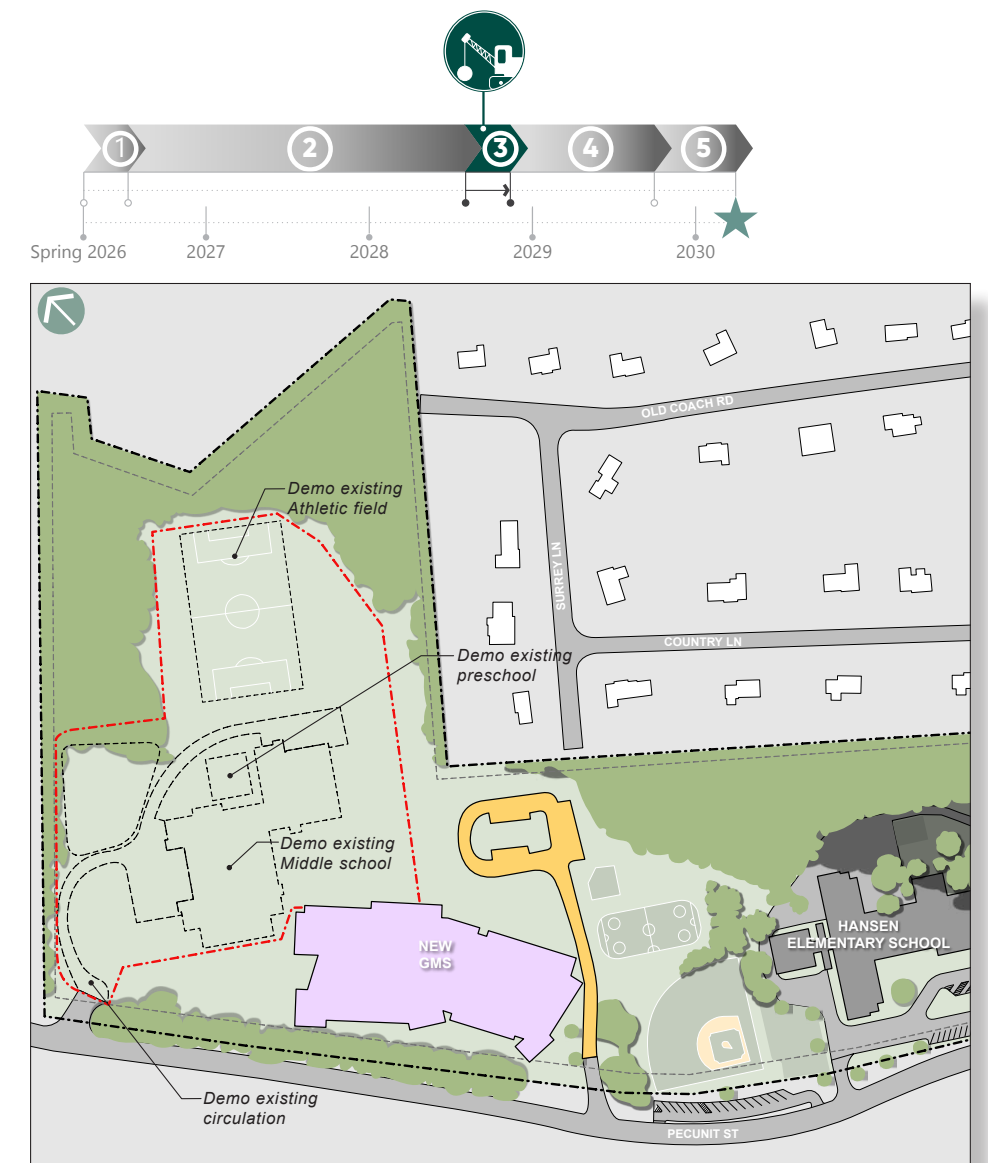 1
2
3
4
5
Spring 2026
2027
2028
2029
2030
OLD COACH RD
Demo existing
Athletic field
SURREY LN
COUNTRY LN
Demo existing
preschool
Demo existing
Middle school
HANSEN
ELEMENTARY SCHOOL
NEW
GMS
Demo existing
circulation
PECUNIT ST